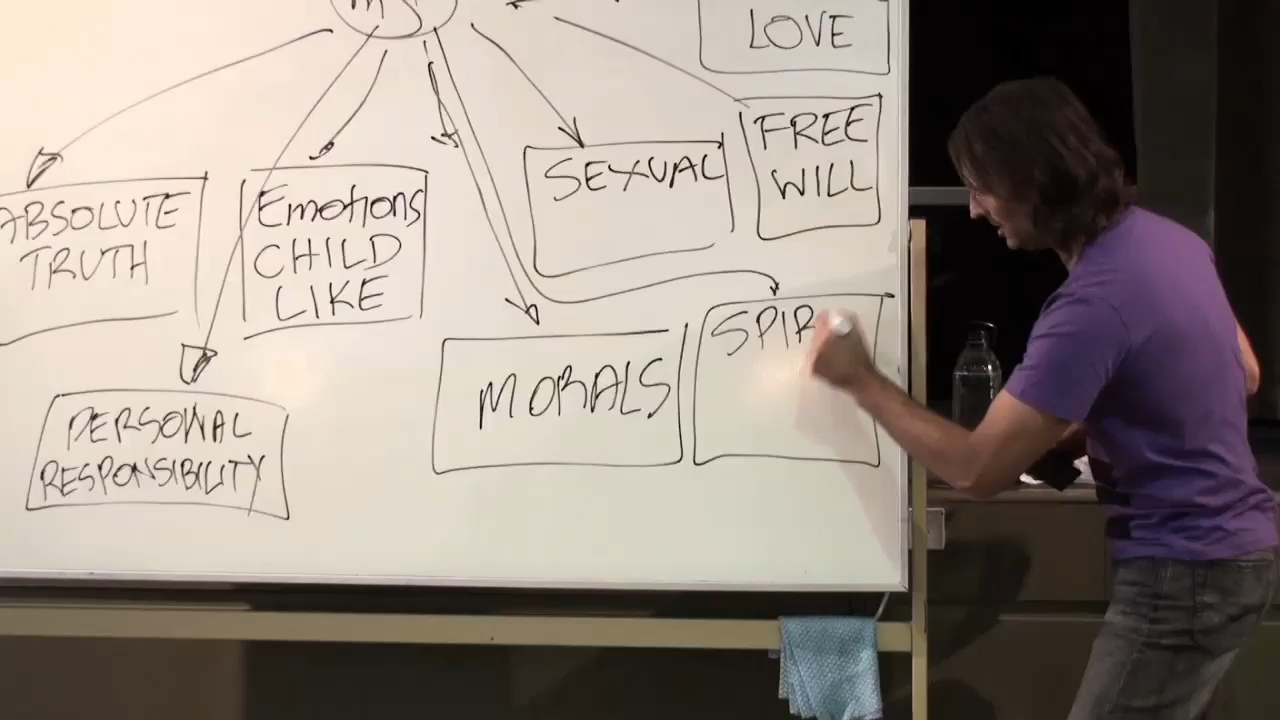 LOVE
FREE
WILL
SEXUAL
ABSOLUTE
TRUTH
Emotions
CHILD
LIKE
SPIR
MORALS
PERSONAL
RESPONSIBILITY